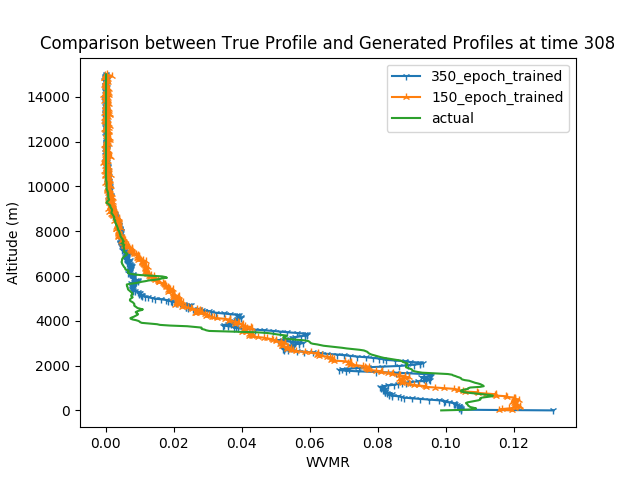 Comparison between True Profile and Generated Profiles at time 308
350_epoch_trained
150_epoch_trained
actual
Altitude (m)
14000
12000
10000
8000
6000
4000
2000
0
0.00 0.02 0.04 0.06 0.08 0.10 0.12
WVMR